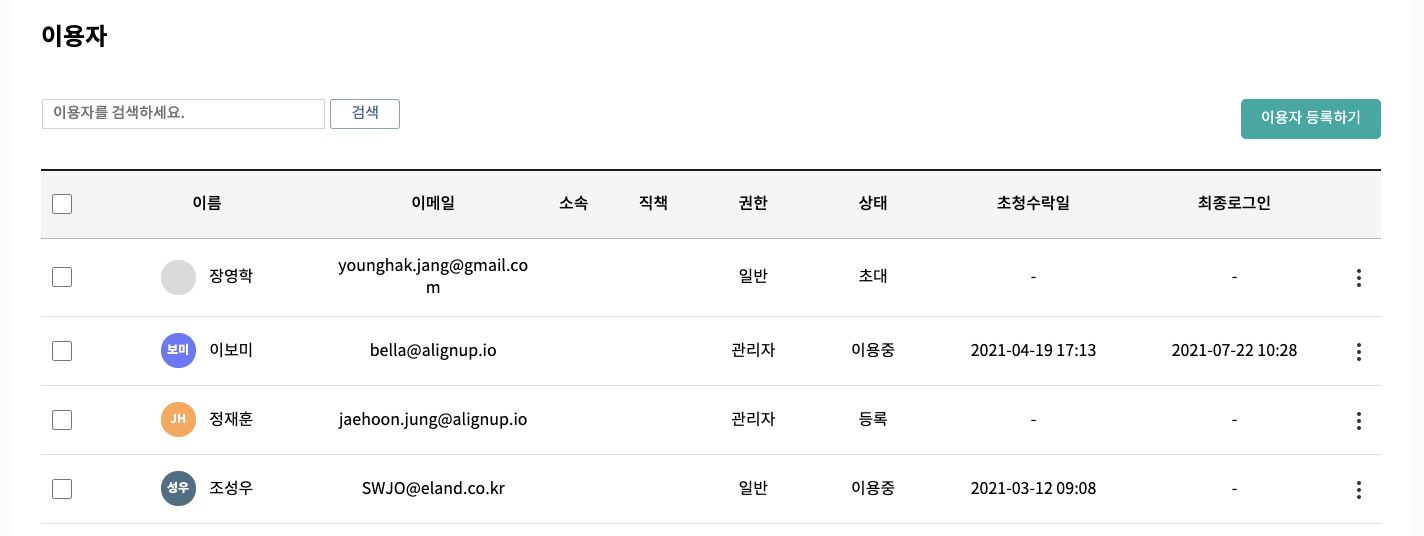 이용자
이용자를 검색하세요. 검색 이용자 등록하기
이름 이메일 소속 직책 권한 상태 초청수락일 최종로그인
장영학 younghak.jang@gmail.co 일반 초대 - -
m
보미 이보미 bella@alignup.io 관리자 이용중 2021-04-19 17:13 2021-07-22 10:28
JH 정재훈 jaehoon.jung@alignup.io 관리자 등록 - -
성우 조성우 SWJO@eland.co.kr 일반 이용중 2021-03-12 09:08 -